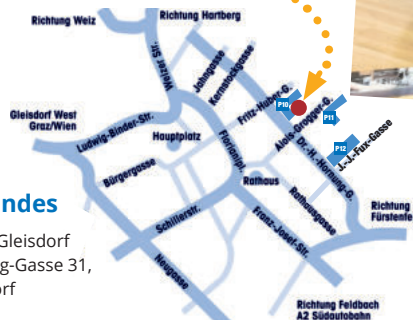 Richtung Weiz
Richtung Hartberg
Weizer Str.
Jahngasse
Kernstockgasse
Fritz-Huber-G.
P10
P11
Gleisdorf West
Graz/Wien
Ludwig-Binder-Str.
Hauptplatz
Florianipl.
Alois-Grogger-G.
Dr.-H.-Hornung-G.
P12
J.-J.-Fux-Gasse
Bürgergasse
Rathaus
Rathausgasse
ndes
Schillerstr.
Franz-Josef-Str.
Richtung
Fürstenfe
Gleisdorf
g-Gasse 31,
orf
Neugasse
Richtung Feldbach
A2 Südautobahn